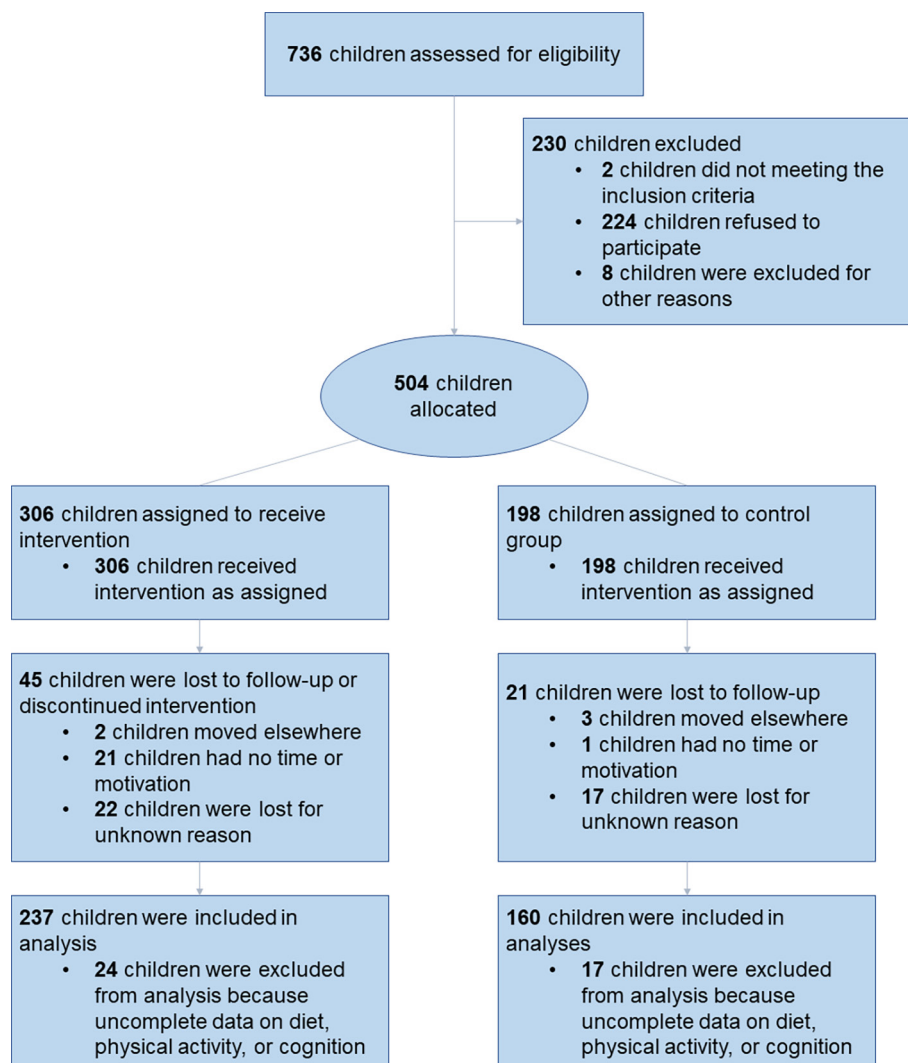 736 children assessed for eligibility
230 children excluded
• 2 children did not meeting the
inclusion criteria
• 224 children refused to
participate
• 8 children were excluded for
other reasons
504 children
allocated
306 children assigned to receive
intervention
• 306 children received
intervention as assigned
198 children assigned to control
group
• 198 children received
intervention as assigned
45 children were lost to follow-up or
discontinued intervention
• 2 children moved elsewhere
• 21 children had no time or
motivation
• 22 children were lost for
unknown reason
21 children were lost to follow-up
• 3 children moved elsewhere
• 1 children had no time or
motivation
• 17 children were lost for
unknown reason
237 children were included in
analysis
• 24 children were excluded
from analysis because
uncomplete data on diet,
physical activity, or cognition
160 children were included in
analyses
• 17 children were excluded
from analysis because
uncomplete data on diet,
physical activity, or cognition